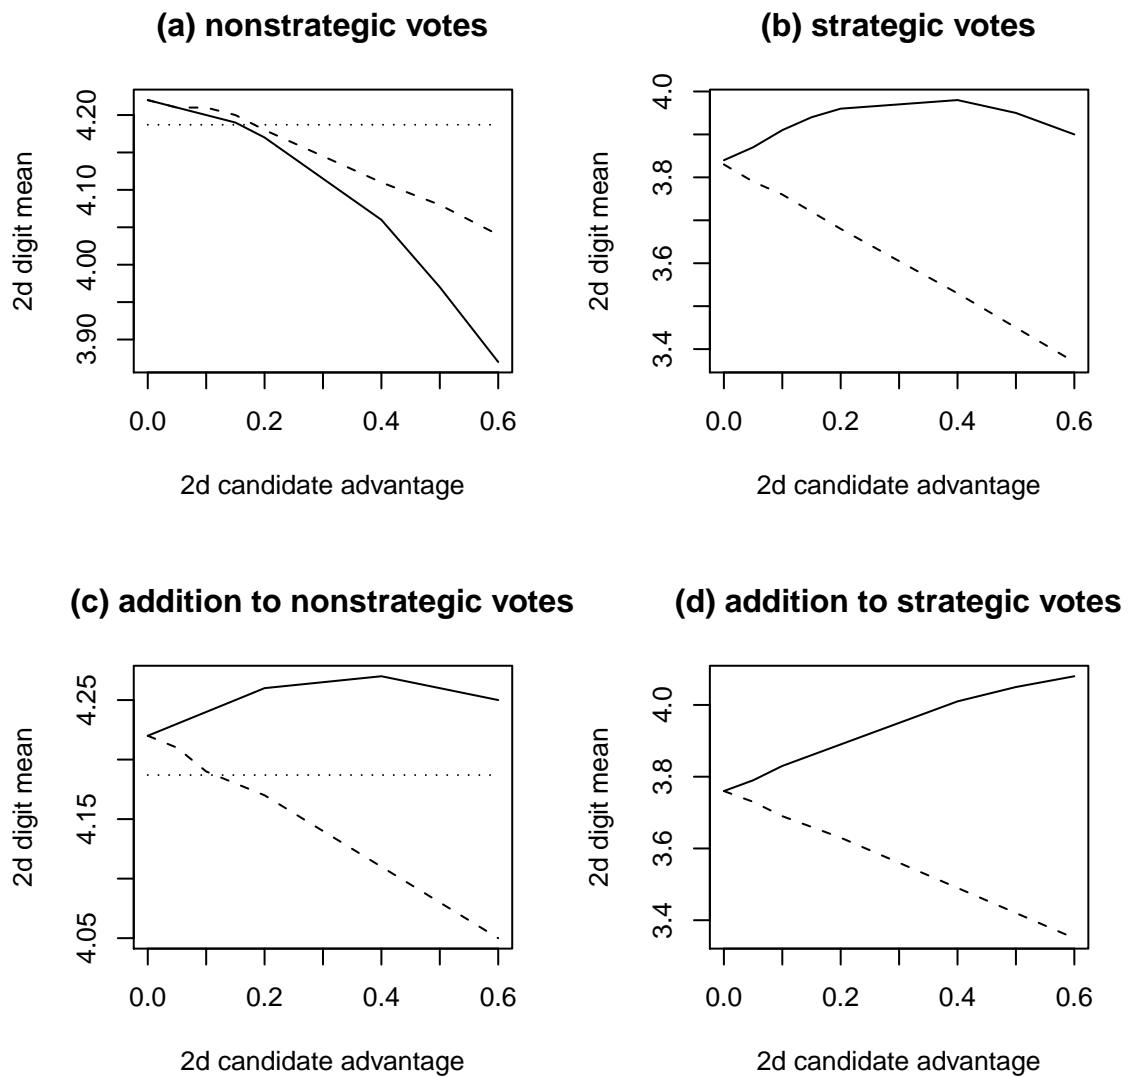 (a) nonstrategic votes
2d digit mean
4.20
4.10
4.00
3.90
0.0 0.2 0.4 0.6
2d candidate advantage
(b) strategic votes
2d digit mean
4.0
3.8
3.6
3.4
0.0 0.2 0.4 0.6
2d candidate advantage
(c) addition to nonstrategic votes
2d digit mean
4.25
4.15
4.05
0.0 0.2 0.4 0.6
2d candidate advantage
(d) addition to strategic votes
2d digit mean
4.0
3.8
3.6
3.4
0.0 0.2 0.4 0.6
2d candidate advantage